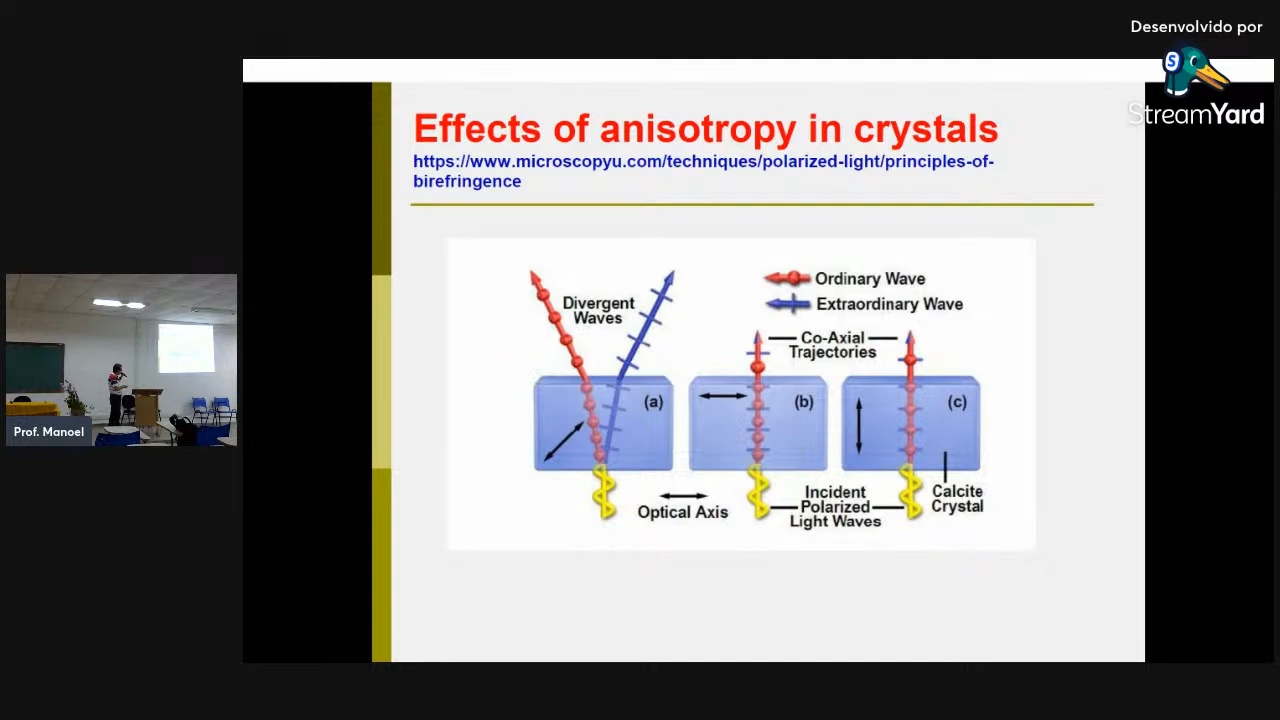 Desenvolvido por
StreamYard
Effects of anisotropy in crystals
https://www.microscopyu.com/techniques/polarized-light/principles-of-
birefringence
Divergent
Waves
Ordinary Wave
Extraordinary Wave
Co-Axial
Trajectories
(a)
(b)
(c)
Optical Axis
Incident
Polarized
Light Waves
Calcite
Crystal
Prof. Manoel